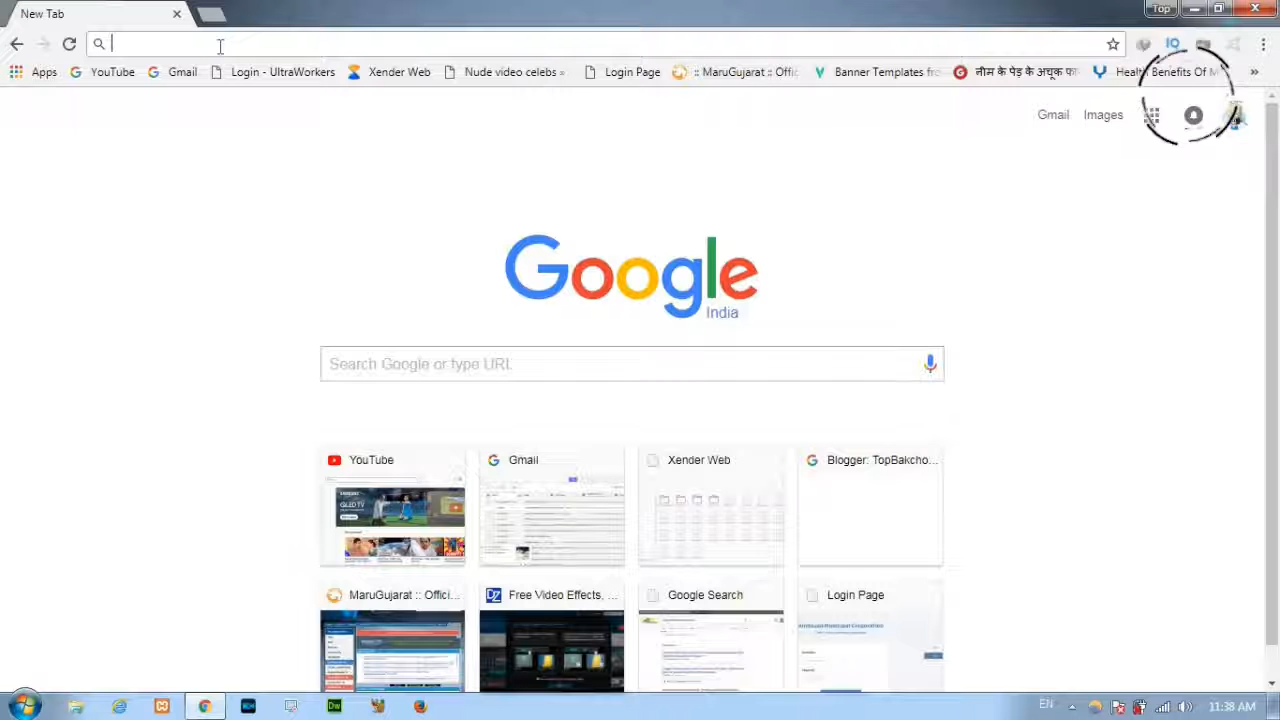 New Tab
Top
Apps YouTube Gmail Login - UltraWorkers Xender Web Nude video celebs » Login Page :: MaruGujarat :: Offi Banner Templates fro नीम के पेड़ के अचूक फा Health Benefits Of M »
Gmail Images
Google
India
Search Google or type URL
YouTube Gmail Xender Web Blogger: TopBakcho...
MaruGujarat :: Offici... Free Video Effects, ... Google Search Login Page
Dw EN 11:38 AM